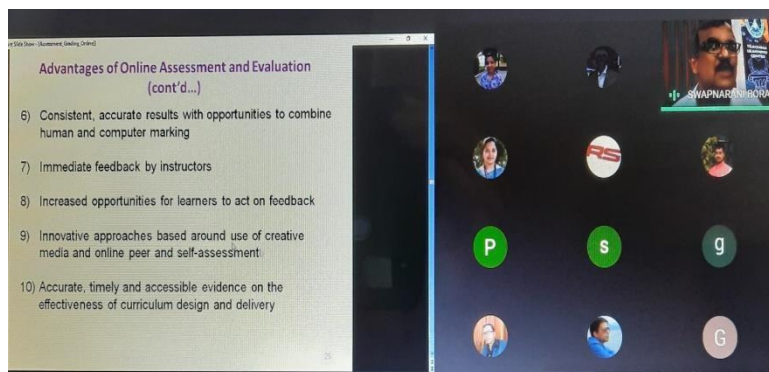 Advantages of Online Assessment and Evaluation
(cont'd...)
6) Consistent, accurate results with opportunities to combine
human and computer marking
7) Immediate feedback by instructors
8) Increased opportunities for learners to act on feedback
9) Innovative approaches based around use of creative
media and online peer and self-assessment
10) Accurate, timely and accessible evidence on the
effectiveness of curriculum design and delivery
25
SWAPNARANI BORA
RS
P
s
g
G